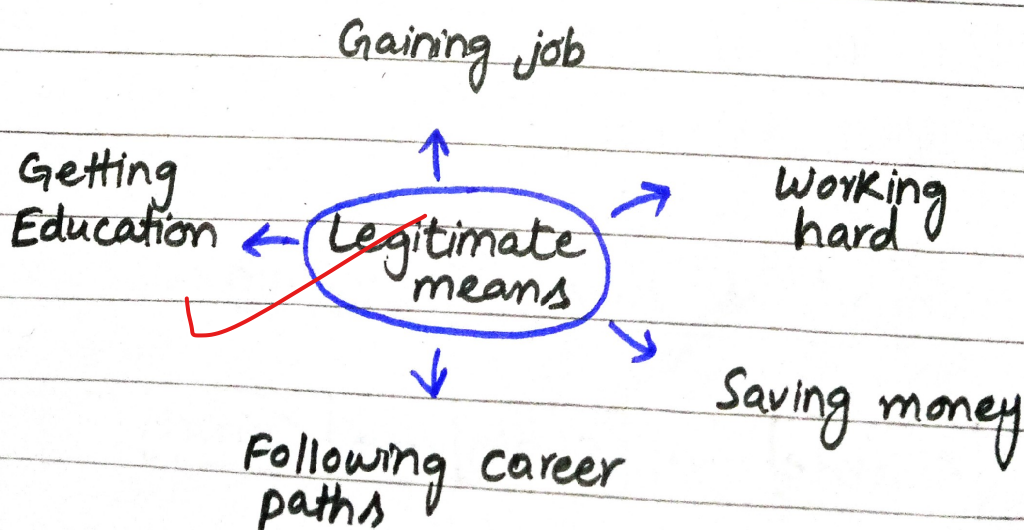 Gaining job
Getting
Education
Legitimate
means
Working
hard
Saving money
Following career
paths